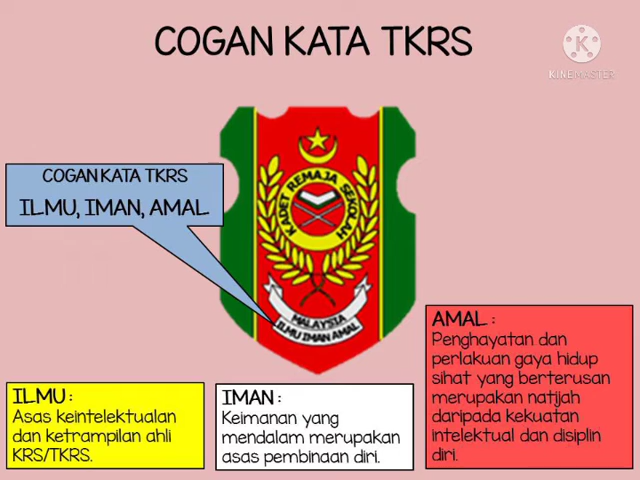 COGAN KATA TKRS
KINEMASTER
COGAN KATA TKRS
ILMU, IMAN, AMAL
KADET REMAJA SEKOLAH
MALAYSIA
ILMU IMAN AMAL
AMAL :
Penghayatan dan
perlakuan gaya hidup
sihat yang berterusan
merupakan natijah
daripada kekuatan
intelektual dan disiplin
diri.
ILMU :
Asas keintelektualan
dan ketrampilan ahli
KRS/TKRS.
IMAN :
Keimanan yang
mendalam merupakan
asas pembinaan diri.